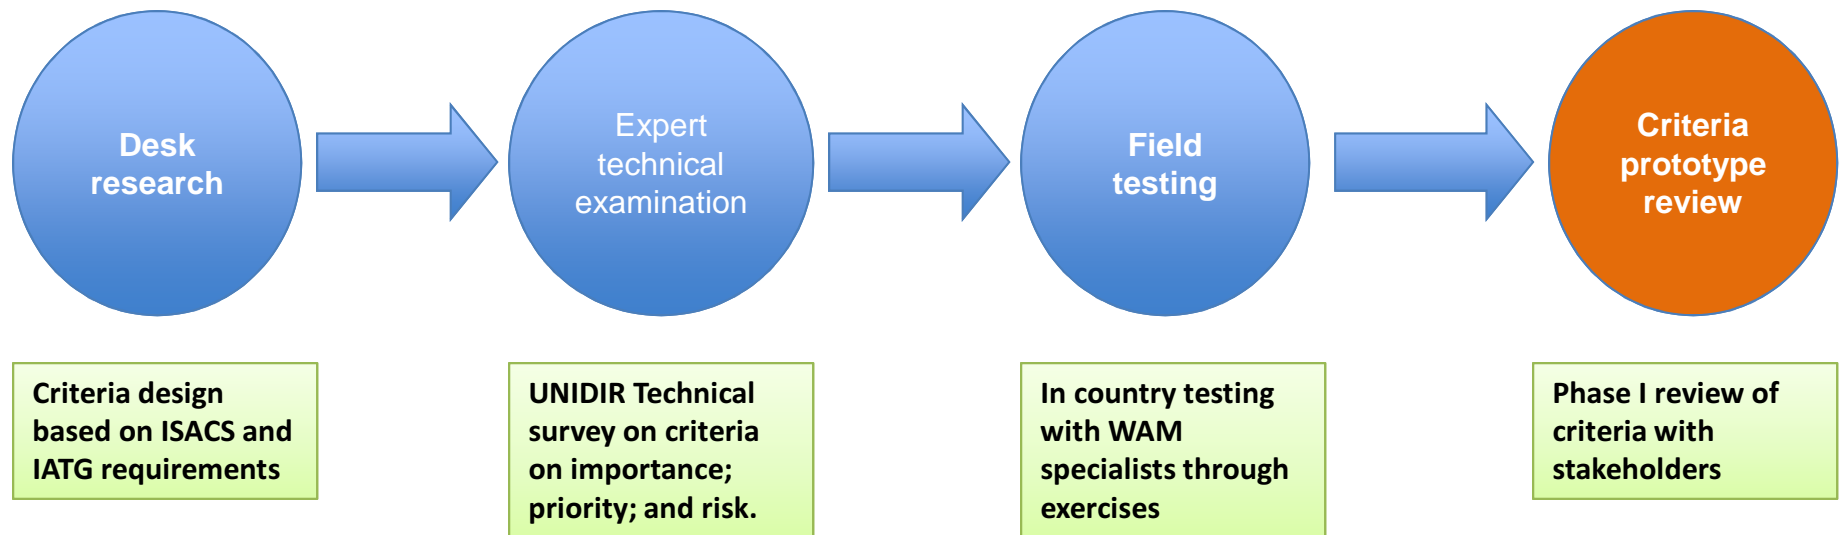 Desk
research
Expert
technical
examination
Field
testing
Criteria
prototype
review
Criteria design
based on ISACS and
IATG requirements
UNIDIR Technical
survey on criteria
on importance;
priority; and risk.
In country testing
with WAM
specialists through
exercises
Phase I review of
criteria with
stakeholders